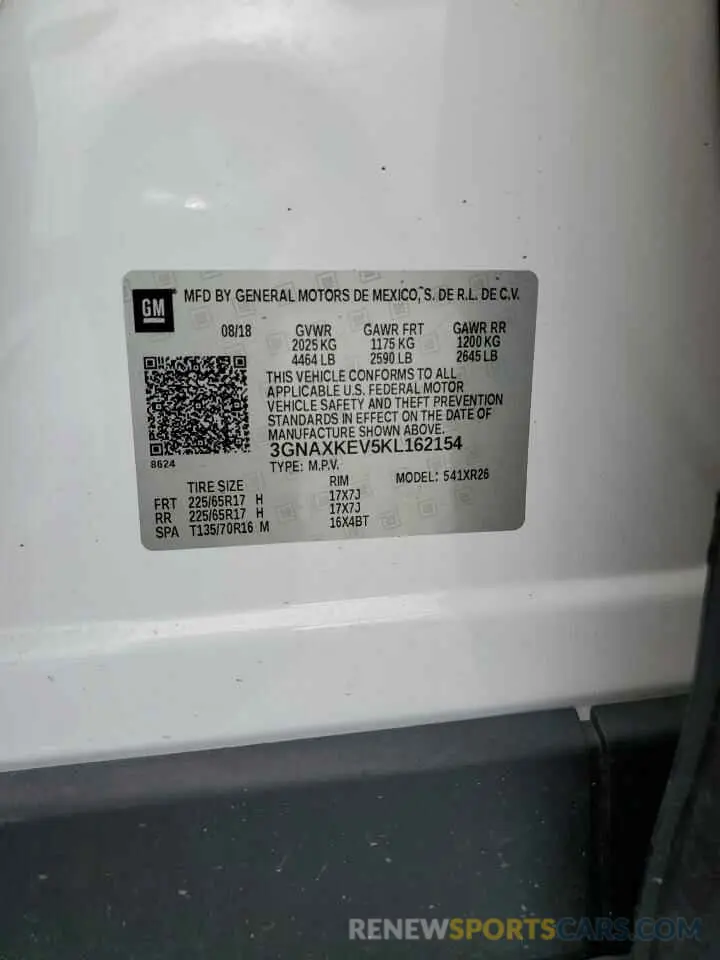 GM
MFD BY GENERAL MOTORS DE MEXICO, S. DE R.L. DE C.V.
08/18 GVWR GAWR FRT GAWR RR
2025 KG 1175 KG 1200 KG
4464 LB 2590 LB 2645 LB
THIS VEHICLE CONFORMS TO ALL
APPLICABLE U.S. FEDERAL MOTOR
VEHICLE SAFETY AND THEFT PREVENTION
STANDARDS IN EFFECT ON THE DATE OF
MANUFACTURE SHOWN ABOVE.
3GNAXKEV5KL162154
8624
TYPE: M.P.V. MODEL: 541XR26
TIRE SIZE RIM
FRT 225/65R17 H 17X7J
RR 225/65R17 H 17X7J
SPA T135/70R16 M 16X4BT
RENEWSPORTSCARS.COM